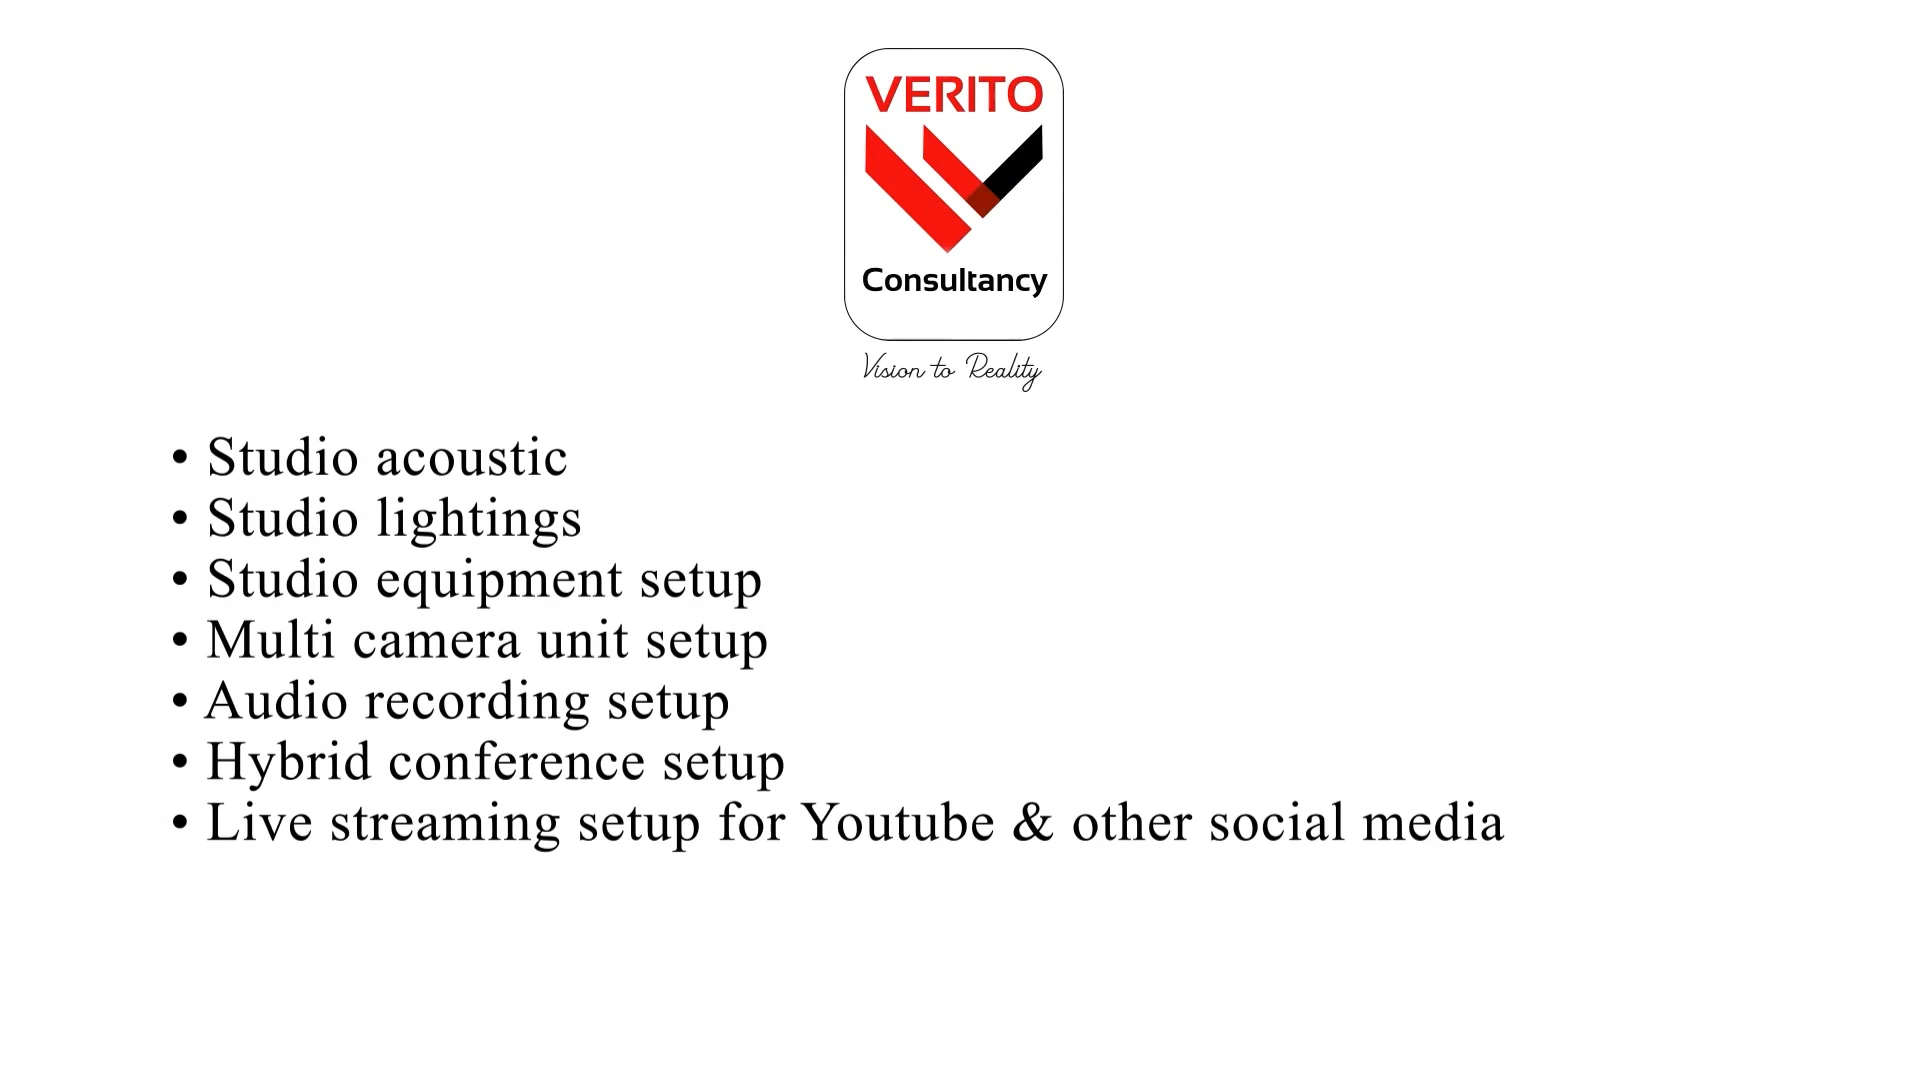 VERITO
Consultancy
Vision to Reality
• Studio acoustic
• Studio lightings
• Studio equipment setup
• Multi camera unit setup
• Audio recording setup
• Hybrid conference setup
• Live streaming setup for Youtube & other social media